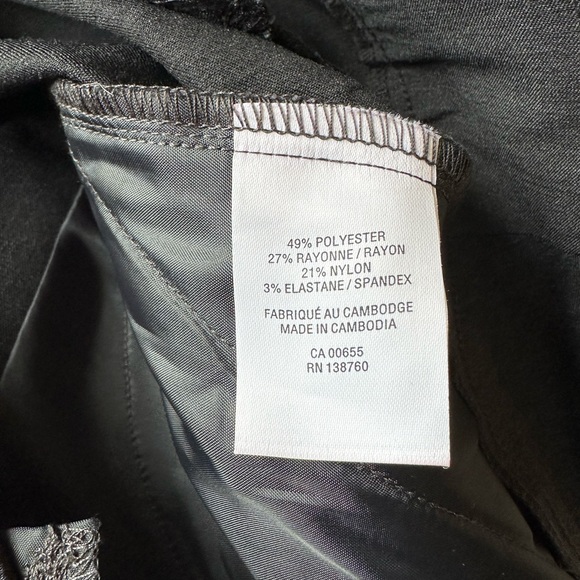 49% POLYESTER
27% RAYONNE / RAYON
21% NYLON
3% ELASTANE / SPANDEX
FABRIQUÉ AU CAMBODGE
MADE IN CAMBODIA
CA 00655
RN 138760